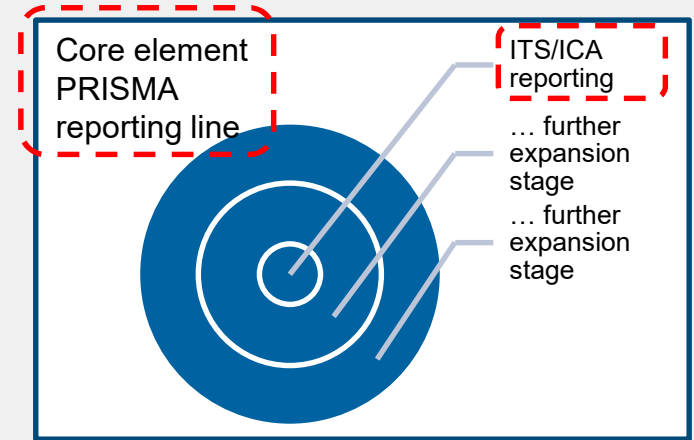 Core element
PRISMA
reporting line
ITS/ICA
reporting
… further
expansion
stage
… further
expansion
stage